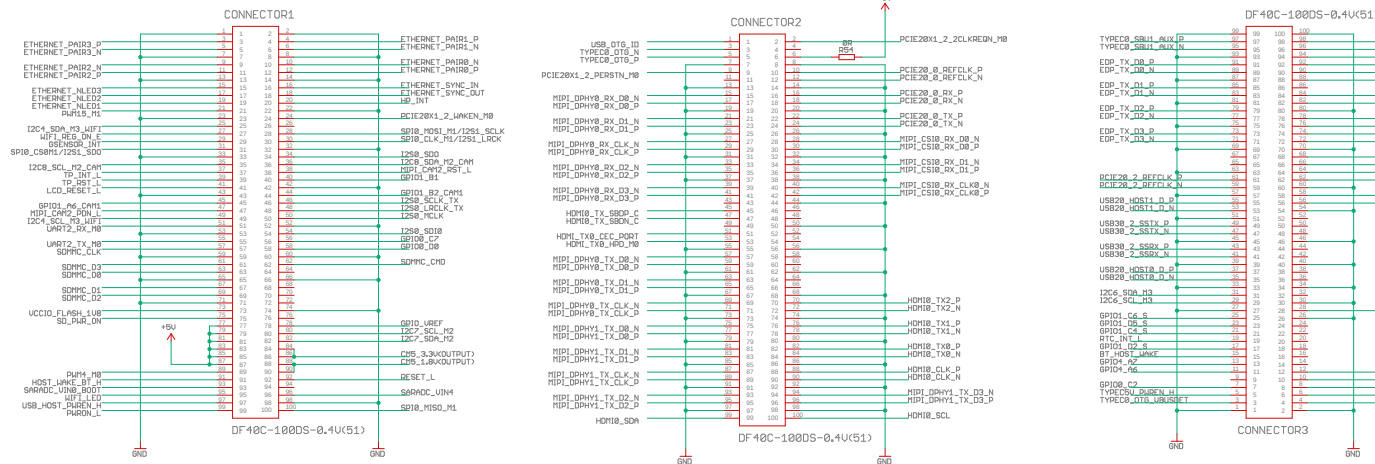 CONNECTOR1
ETHERNET_PAIR3_P
ETHERNET_PAIR3_N
ETHERNET_PAIR2_N
ETHERNET_PAIR2_P
ETHERNET_NLED3
ETHERNET_NLED2
ETHERNET_NLED1
PWM15_M1
I2C4_SDA_M3_WIFI
WIFI_REG_ON_E
GSENSOR_INT
SPI0_CS0M1/I2S1_SDO
I2C8_SCL_M2_CAM
TP_INT_L
TP_RST_L
LCD_RESET_L
GPIO1_A6_CAM1
MIPI_CAM2_PDN_L
I2C4_SCL_M3_WIFI
UART2_RX_M0
UART2_TX_M0
SDMMC_CLK
SDMMC_D3
SDMMC_D0
SDMMC_D1
SDMMC_D2
VCCIO_FLASH_1V8
SD_PWR_ON
+5V
PWM4_M0
HOST_WAKE_BT_H
SARADC_VIN0_BOOT
WIFI_LED
USB_HOST_PWREN_H
PWRON_L
ETHERNET_PAIR1_P
ETHERNET_PAIR1_N
ETHERNET_PAIR0_N
ETHERNET_PAIR0_P
ETHERNET_SYNC_IN
ETHERNET_SYNC_OUT
HP_INT
PCIE20X1_2_WAKEN_M0
SPI0_MOSI_M1/I2S1_SCLK
SPI0_CLK_M1/I2S1_LRCK
I2S0_SDO
I2C8_SDA_M2_CAM
MIPI_CAM2_RST_L
GPIO1_B1
GPIO1_B2_CAM1
I2S0_SCLK_TX
I2S0_LRCLK_TX
I2S0_MCLK
I2S0_SDI0
GPIO0_C7
GPIO0_D0
SDMMC_CMD
GPIO_VREF
I2C7_SCL_M2
I2C7_SDA_M2
CM5_3.3V(OUTPUT)
CM5_1.8V(OUTPUT)
RESET_L
SARADC_VIN4
SPI0_MISO_M1
DF40C-100DS-0.4V(51)
GND
GND
CONNECTOR2
USB_OTG_ID
TYPEC0_OTG_N
TYPEC0_OTG_P
PCIE20X1_2_PERSTN_M0
MIPI_DPHY0_RX_D0_N
MIPI_DPHY0_RX_D0_P
MIPI_DPHY0_RX_D1_N
MIPI_DPHY0_RX_D1_P
MIPI_DPHY0_RX_CLK_N
MIPI_DPHY0_RX_CLK_P
MIPI_DPHY0_RX_D2_N
MIPI_DPHY0_RX_D2_P
MIPI_DPHY0_RX_D3_N
MIPI_DPHY0_RX_D3_P
HDMI0_TX_SBDP_C
HDMI0_TX_SBDN_C
HDMI_TX0_CEC_PORT
HDMI_TX0_HPD_M0
MIPI_DPHY0_TX_D0_N
MIPI_DPHY0_TX_D0_P
MIPI_DPHY0_TX_D1_N
MIPI_DPHY0_TX_D1_P
MIPI_DPHY0_TX_CLK_N
MIPI_DPHY0_TX_CLK_P
MIPI_DPHY1_TX_D0_N
MIPI_DPHY1_TX_D0_P
MIPI_DPHY1_TX_D1_N
MIPI_DPHY1_TX_D1_P
MIPI_DPHY1_TX_CLK_N
MIPI_DPHY1_TX_CLK_P
MIPI_DPHY1_TX_D2_N
MIPI_DPHY1_TX_D2_P
HDMI0_SDA
PCIE20X1_2_2CLKREQN_M0
0R
R54
PCIE20_0_REFCLK_P
PCIE20_0_REFCLK_N
PCIE20_0_RX_P
PCIE20_0_RX_N
PCIE20_0_TX_P
PCIE20_0_TX_N
MIPI_CSI0_RX_D0_N
MIPI_CSI0_RX_D0_P
MIPI_CSI0_RX_D1_N
MIPI_CSI0_RX_D1_P
MIPI_CSI0_RX_CLK0_N
MIPI_CSI0_RX_CLK0_P
HDMI0_TX2_P
HDMI0_TX2_N
HDMI0_TX1_P
HDMI0_TX1_N
HDMI0_TX0_P
HDMI0_TX0_N
HDMI0_CLK_P
HDMI0_CLK_N
MIPI_DPHY1_TX_D3_N
MIPI_DPHY1_TX_D3_P
HDMI0_SCL
DF40C-100DS-0.4V(51)
GND
GND
DF40C-100DS-0.4V(51
TYPEC0_SBU1_AUX_P
TYPEC0_SBU1_AUX_N
EDP_TX_D0_P
EDP_TX_D0_N
EDP_TX_D1_P
EDP_TX_D1_N
EDP_TX_D2_P
EDP_TX_D2_N
EDP_TX_D3_P
EDP_TX_D3_N
PCIE20_2_REFCLK_P
PCIE20_2_REFCLK_N
USB20_HOST1_D_P
USB20_HOST1_D_N
USB30_2_SSTX_P
USB30_2_SSTX_N
USB30_2_SSRX_P
USB30_2_SSRX_N
USB20_HOST0_D_P
USB20_HOST0_D_N
I2C6_SDA_M3
I2C6_SCL_M3
GPIO1_C6_S
GPIO1_D5_S
GPIO1_C4_S
RTC_INT_L
GPIO1_D2_S
BT_HOST_WAKE
GPIO4_A7
GPIO4_A6
GPIO0_C2
TYPEC5V_PWREN_H
TYPEC0_OTG_VBUSDET
CONNECTOR3
GND
GND